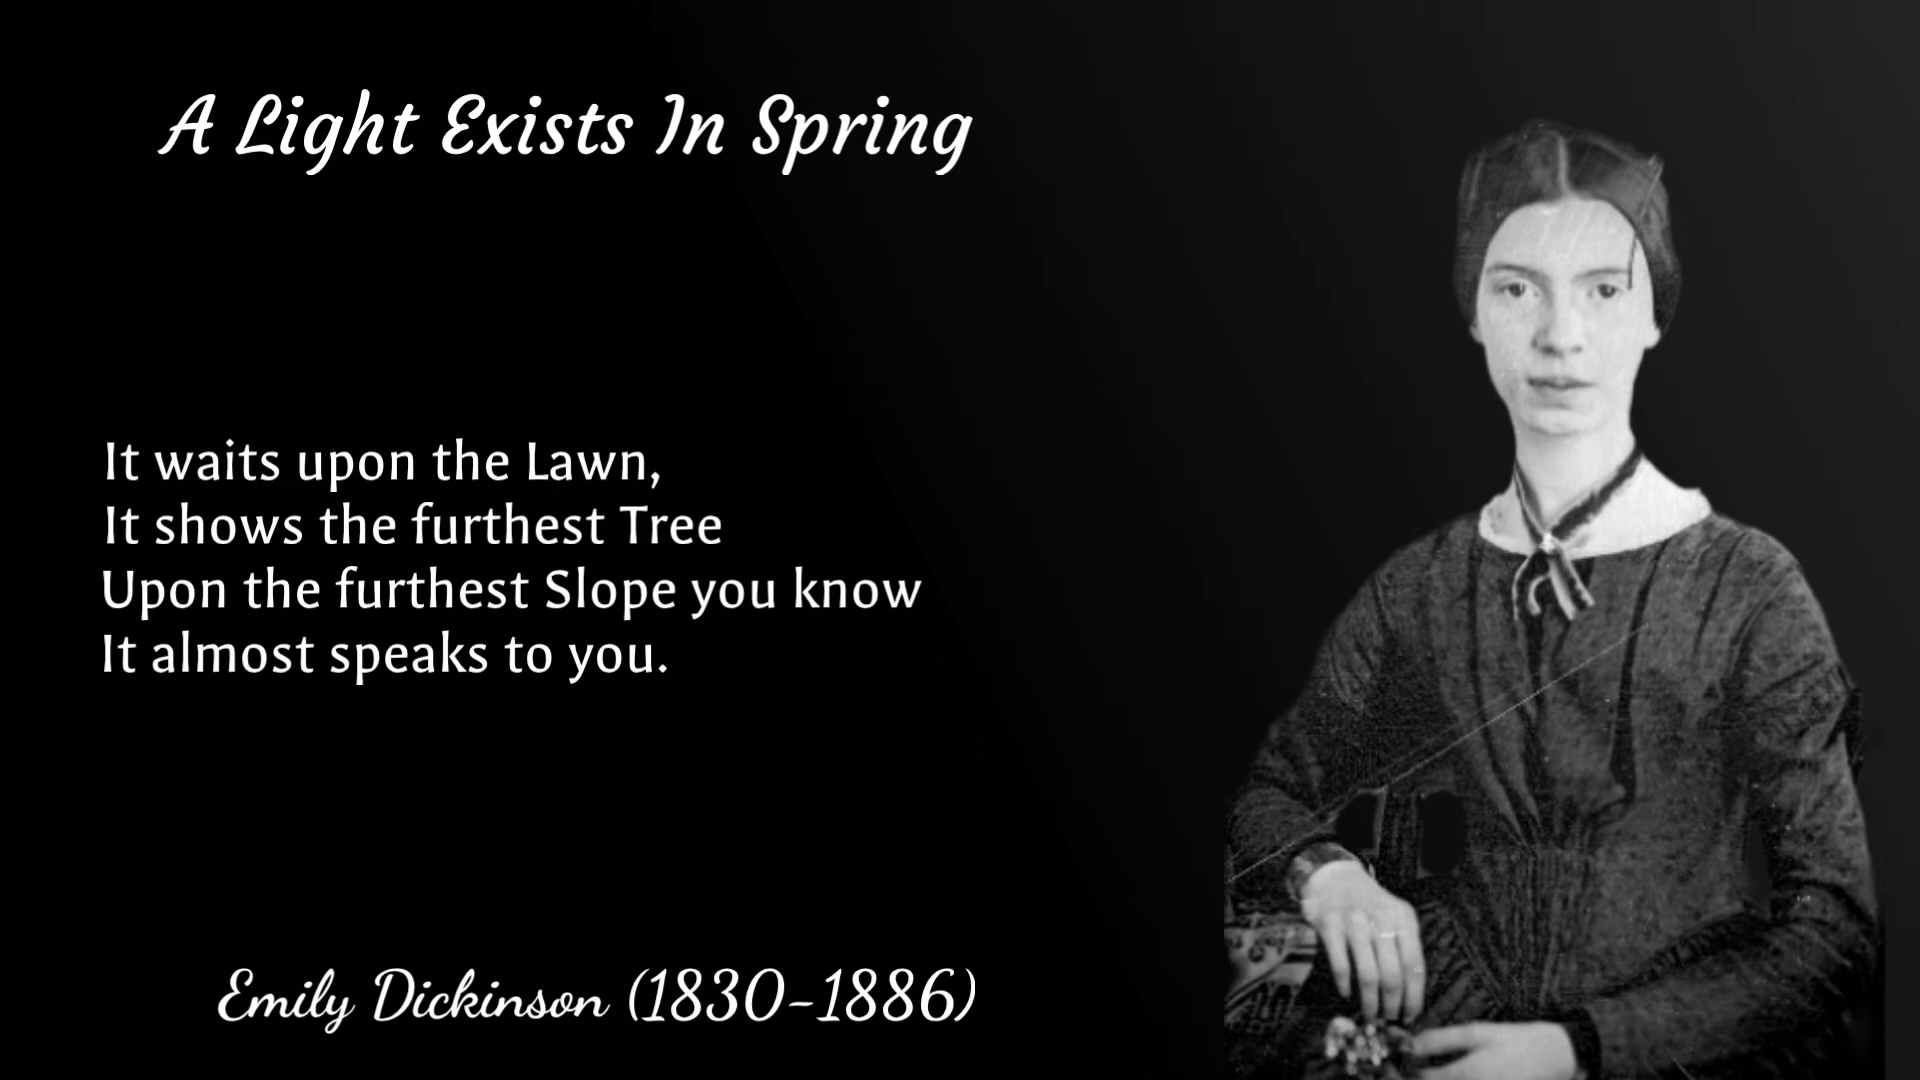 A Light Exists In Spring
It waits upon the Lawn,
It shows the furthest Tree
Upon the furthest Slope you know
It almost speaks to you.
Emily Dickinson (1830-1886)